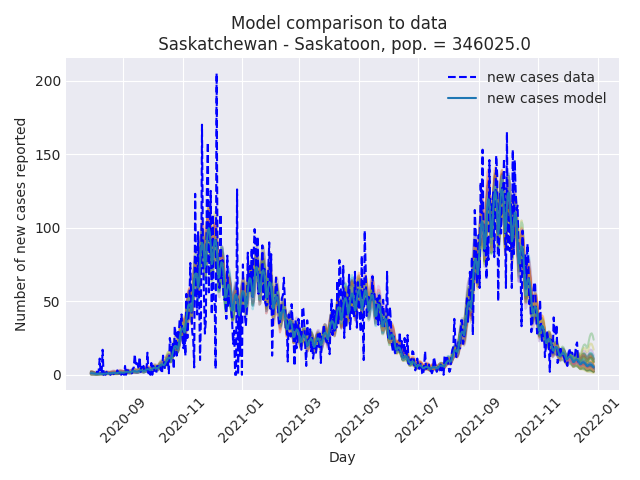 Model comparison to data
Saskatchewan - Saskatoon, pop. = 346025.0
new cases data
new cases model
Number of new cases reported
200
150
100
50
0
2020-09
2020-11
2021-01
2021-03
2021-05
2021-07
2021-09
2021-11
2022-01
Day